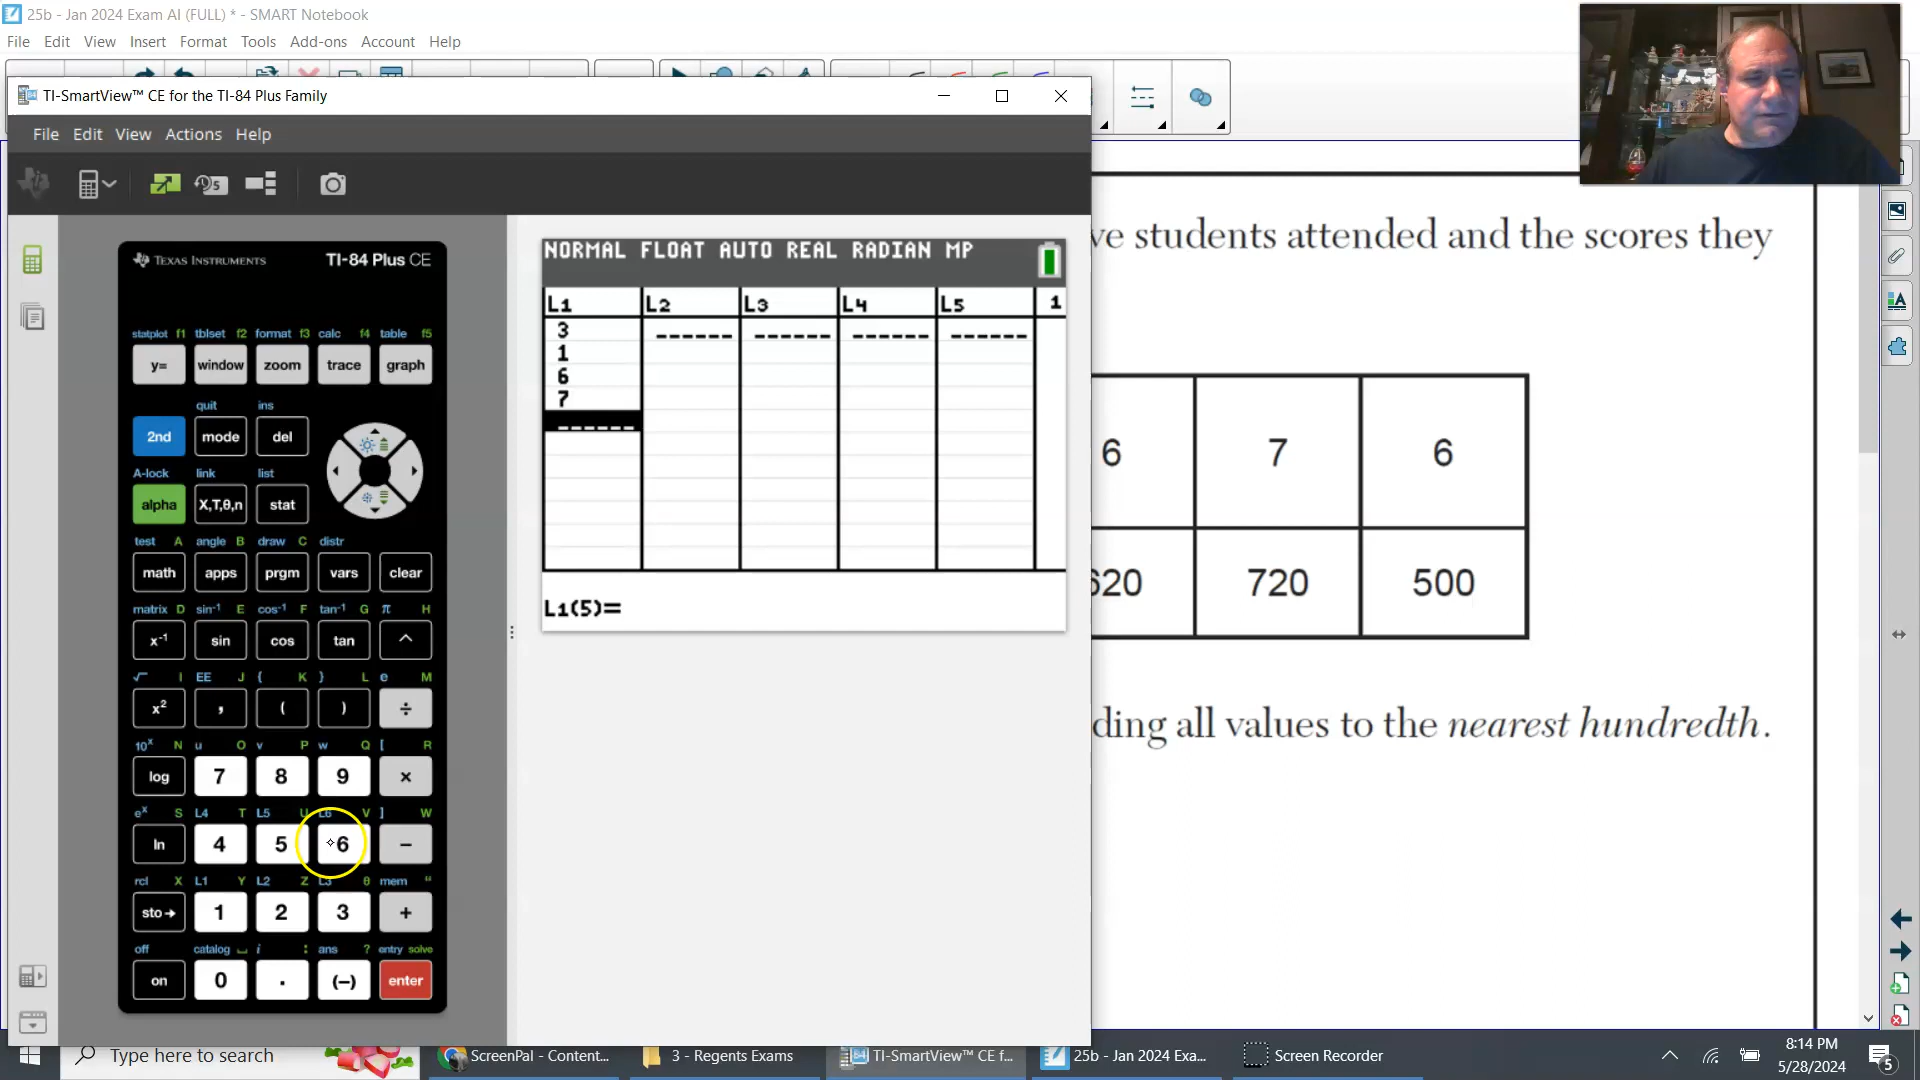 25b - Jan 2024 Exam AI (FULL) * - SMART Notebook
File Edit View Insert Format Tools Add-ons Account Help
TI-SmartView™ CE for the TI-84 Plus Family
File Edit View Actions Help
TEXAS INSTRUMENTS TI-84 Plus CE
statplot f1 tblset f2 format f3 calc f4 table f5
y= window zoom trace graph
quit ins
2nd mode del
A-lock link list
alpha X,T,θ,n stat
test A angle B draw C distr
math apps prgm vars clear
matrix D sin-1 E cos-1 F tan-1 G π H
x-1 sin cos tan ^
√ I EE J { K } L e M
x2 , ( ) ÷
10x N u O v P w Q [ R
log 7 8 9 ×
ex S L4 T L5 U L6 V ] W
ln 4 5 6 −
rcl X L1 Y L2 Z L3 θ mem "
sto→ 1 2 3 +
off catalog i : ans ? entry solve
on 0 . (−) enter
NORMAL FLOAT AUTO REAL RADIAN MP
L1 L2 L3 L4 L5 1
3 ------ ------ ------ ------
1
6
7
------
L1(5)=
ve students attended and the scores they
6 7 6
620 720 500
ding all values to the nearest hundredth.
Type here to search
ScreenPal - Content...
3 - Regents Exams
TI-SmartView™ CE f...
25b - Jan 2024 Exa...
Screen Recorder
8:14 PM
5/28/2024
5